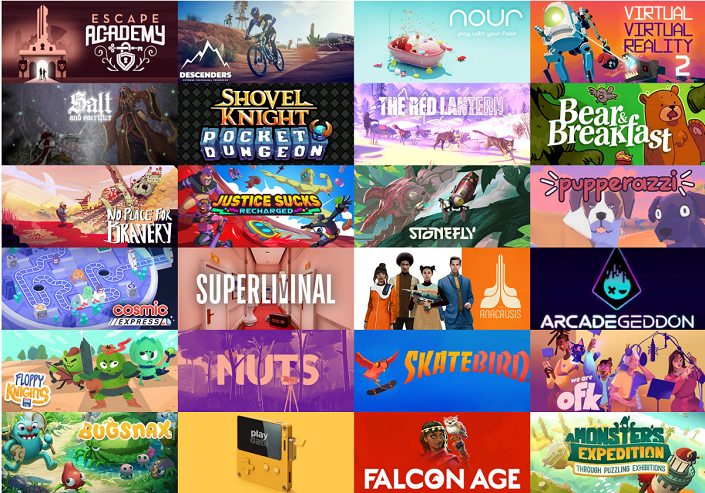 ESCAPE
ACADEMY
DESCENDERS
nour
play with your food
VIRTUAL
VIRTUAL
REALITY
2
Salt
and sacrifice
SHOVEL
KNIGHT
POCKET
DUNGEON
THE RED LANTERN
Bear&
Breakfast
NO PLACE FOR
BRAVERY
JUSTICE SUCKS
RECHARGED
STONEFLY
pupperazzi
COSMIC
EXPRESS
SUPERLIMINAL
ANACRUSIS
ARCADEGEDDON
FLOPPY
KNIGHTS
MUTS
SKATEBIRD
we are
OFK
BUGSNAX
play
date
FALCON AGE
A MONSTER'S
EXPEDITION
THROUGH PUZZLING EXHIBITIONS